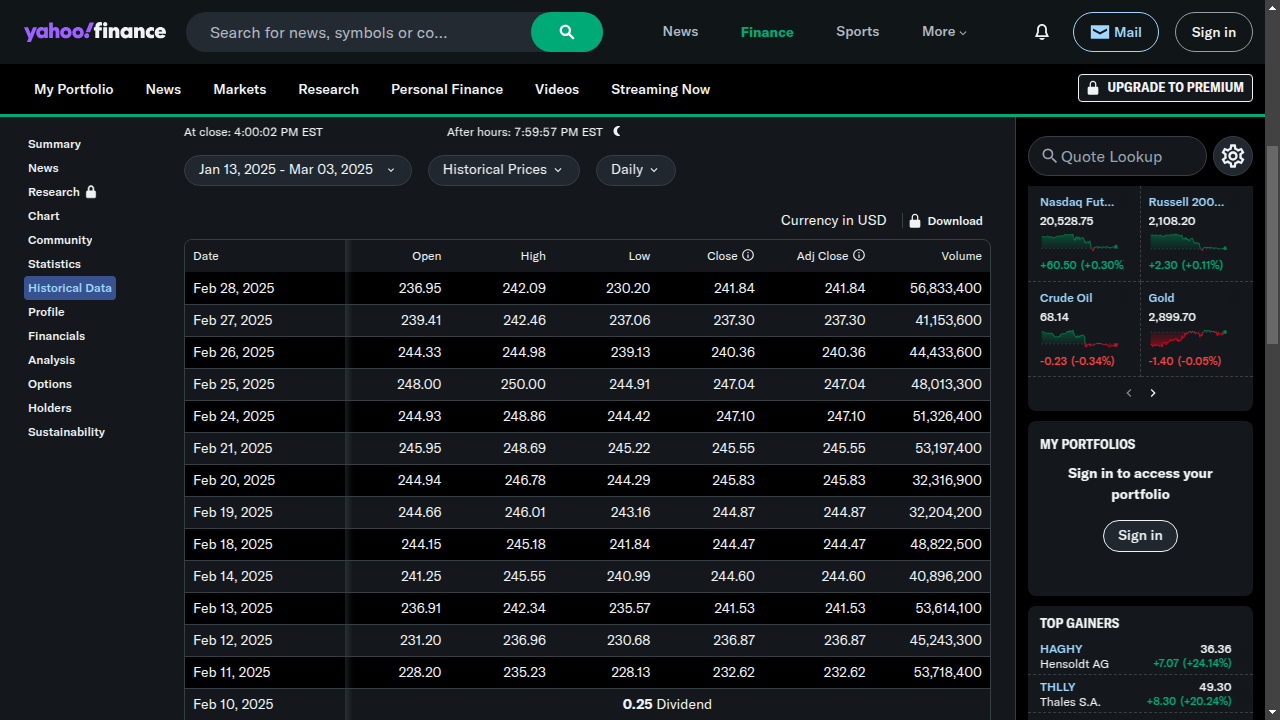 yahoo!finance
Search for news, symbols or co...
News Finance Sports More
Mail
Sign in
My Portfolio News Markets Research Personal Finance Videos Streaming Now
UPGRADE TO PREMIUM
Summary
News
Research
Chart
Community
Statistics
Historical Data
Profile
Financials
Analysis
Options
Holders
Sustainability
At close: 4:00:02 PM EST After hours: 7:59:57 PM EST
Jan 13, 2025 - Mar 03, 2025 Historical Prices Daily
Currency in USD Download
Date Open High Low Close Adj Close Volume
Feb 28, 2025 236.95 242.09 230.20 241.84 241.84 56,833,400
Feb 27, 2025 239.41 242.46 237.06 237.30 237.30 41,153,600
Feb 26, 2025 244.33 244.98 239.13 240.36 240.36 44,433,600
Feb 25, 2025 248.00 250.00 244.91 247.04 247.04 48,013,300
Feb 24, 2025 244.93 248.86 244.42 247.10 247.10 51,326,400
Feb 21, 2025 245.95 248.69 245.22 245.55 245.55 53,197,400
Feb 20, 2025 244.94 246.78 244.29 245.83 245.83 32,316,900
Feb 19, 2025 244.66 246.01 243.16 244.87 244.87 32,204,200
Feb 18, 2025 244.15 245.18 241.84 244.47 244.47 48,822,500
Feb 14, 2025 241.25 245.55 240.99 244.60 244.60 40,896,200
Feb 13, 2025 236.91 242.34 235.57 241.53 241.53 53,614,100
Feb 12, 2025 231.20 236.96 230.68 236.87 236.87 45,243,300
Feb 11, 2025 228.20 235.23 228.13 232.62 232.62 53,718,400
Feb 10, 2025 0.25 Dividend
Quote Lookup
Nasdaq Fut... Russell 200...
20,528.75 2,108.20
+60.50 (+0.30% +2.30 (+0.11%)
Crude Oil Gold
68.14 2,899.70
-0.23 (-0.34%) -1.40 (-0.05%)
MY PORTFOLIOS
Sign in to access your
portfolio
Sign in
TOP GAINERS
HAGHY 36.36
Hensoldt AG +7.07 (+24.14%)
THLLY 49.30
Thales S.A. +8.30 (+20.24%)